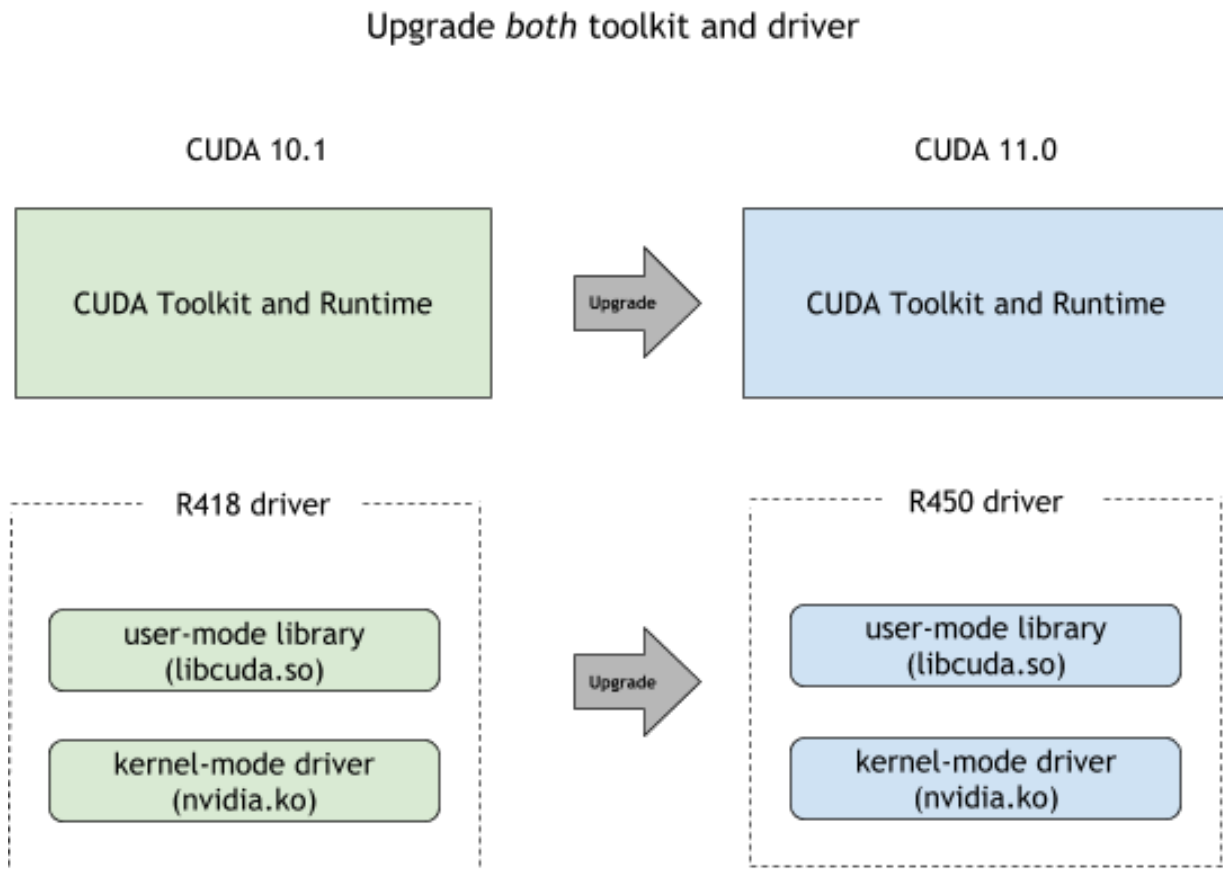 Upgrade both toolkit and driver
CUDA 10.1
CUDA 11.0
CUDA Toolkit and Runtime
Upgrade
CUDA Toolkit and Runtime
R418 driver
R450 driver
user-mode library
(libcuda.so)
kernel-mode driver
(nvidia.ko)
Upgrade
user-mode library
(libcuda.so)
kernel-mode driver
(nvidia.ko)